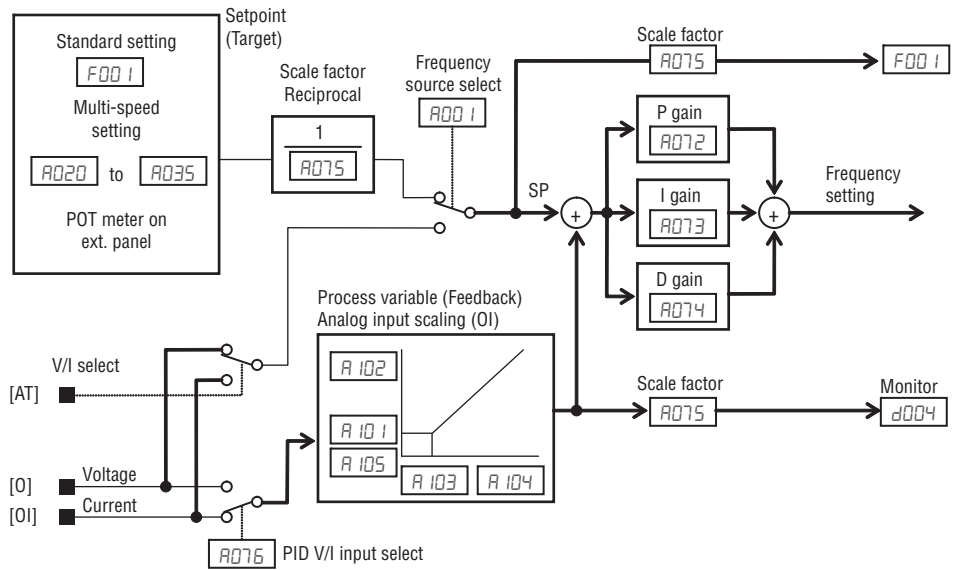 Setpoint
(Target)
Standard setting
F001
Multi-speed
setting
A020 to A035
POT meter on
ext. panel
Scale factor
Reciprocal
1
A075
Frequency
source select
A001
Scale factor
A075
F001
SP
+
P gain
A072
I gain
A073
D gain
A074
+
Frequency
setting
Process variable (Feedback)
Analog input scaling (OI)
A102
A101
A105
A103
A104
Scale factor
A075
Monitor
d004
V/I select
[AT]
[O]
Voltage
[OI]
Current
A076
PID V/I input select